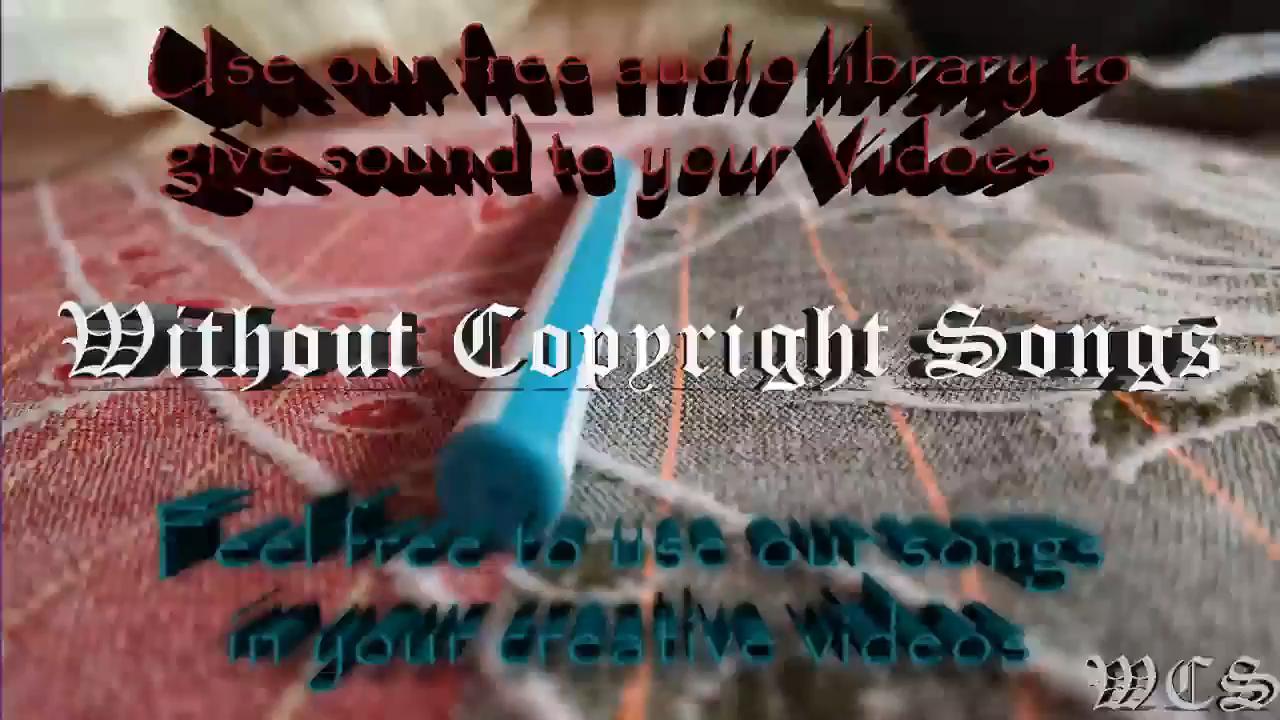 Use our free audio library to
give sound to your Vidoes
Without Copyright Songs
Feel free to use our songs
in your creative videos
WCS